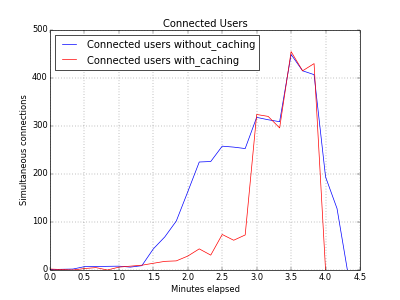 Connected Users
500
Connected users without_caching
Connected users with_caching
400
300
200
100
0
Simultaneous connections
0.0 0.5 1.0 1.5 2.0 2.5 3.0 3.5 4.0 4.5
Minutes elapsed